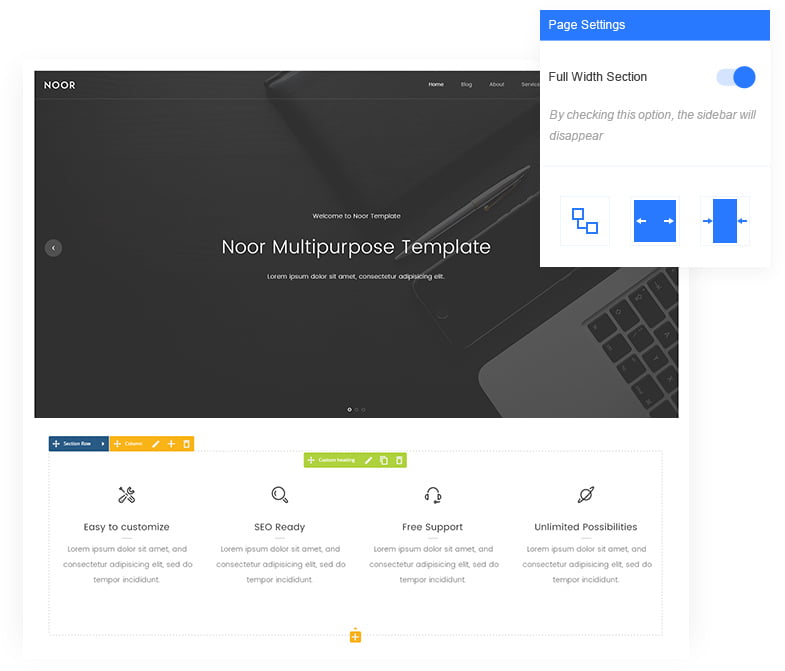 Page Settings
Full Width Section
By checking this option, the sidebar will
disappear
NOOR
Home Blog About Service
Welcome to Noor Template
Noor Multipurpose Template
Lorem ipsum dolor sit amet, consectetur adipisicing elit.
Section Row Column
Custom heading
Easy to customize
Lorem ipsum dolor sit amet, and
consectetur adipiscing elit, sed do
tempor incididunt.
SEO Ready
Lorem ipsum dolor sit amet, and
consectetur adipiscing elit, sed do
tempor incididunt.
Free Support
Lorem ipsum dolor sit amet, and
consectetur adipiscing elit, sed do
tempor incididunt.
Unlimited Possibilities
Lorem ipsum dolor sit amet, and
consectetur adipiscing elit, sed do
tempor incididunt.